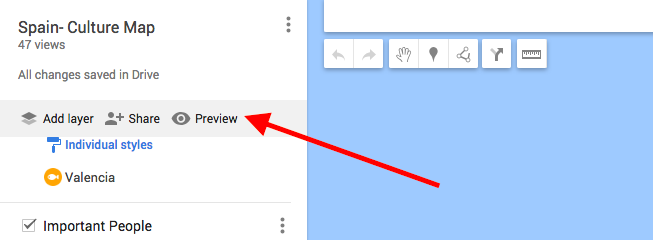 Spain- Culture Map
47 views
All changes saved in Drive
Add layer Share Preview
Individual styles
Valencia
Important People